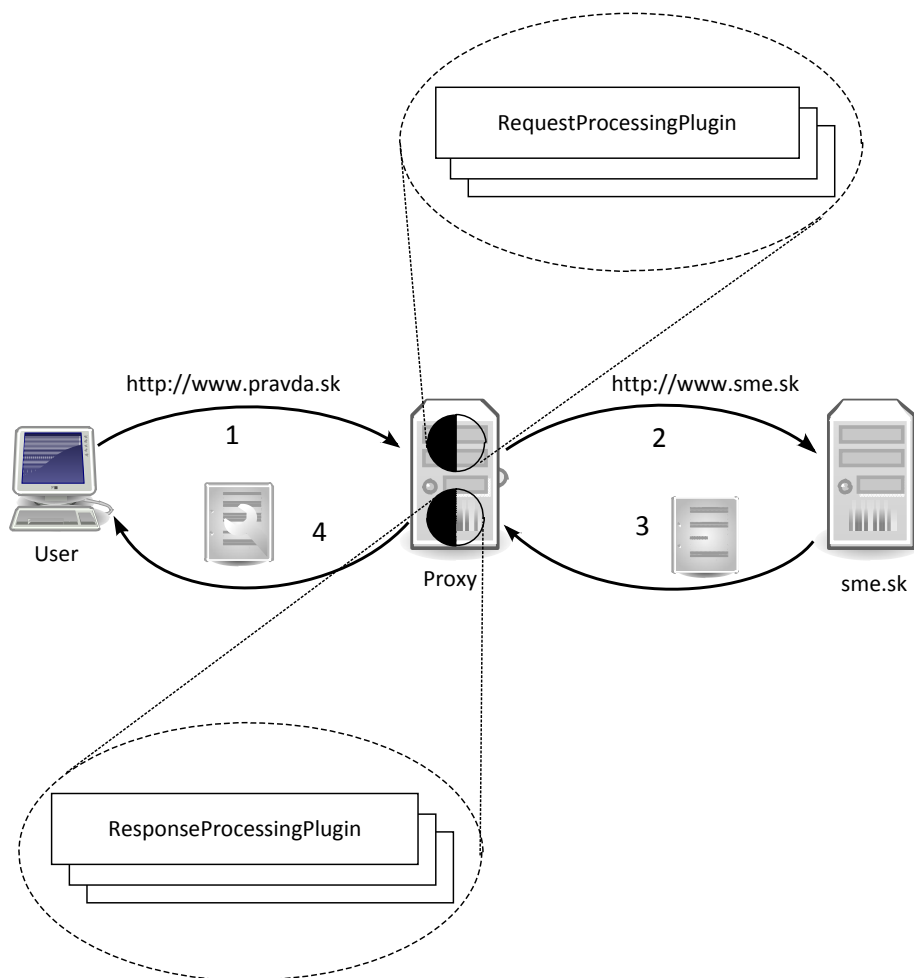 RequestProcessingPlugin
http://www.pravda.sk
http://www.sme.sk
1
2
User
4
3
Proxy
sme.sk
ResponseProcessingPlugin